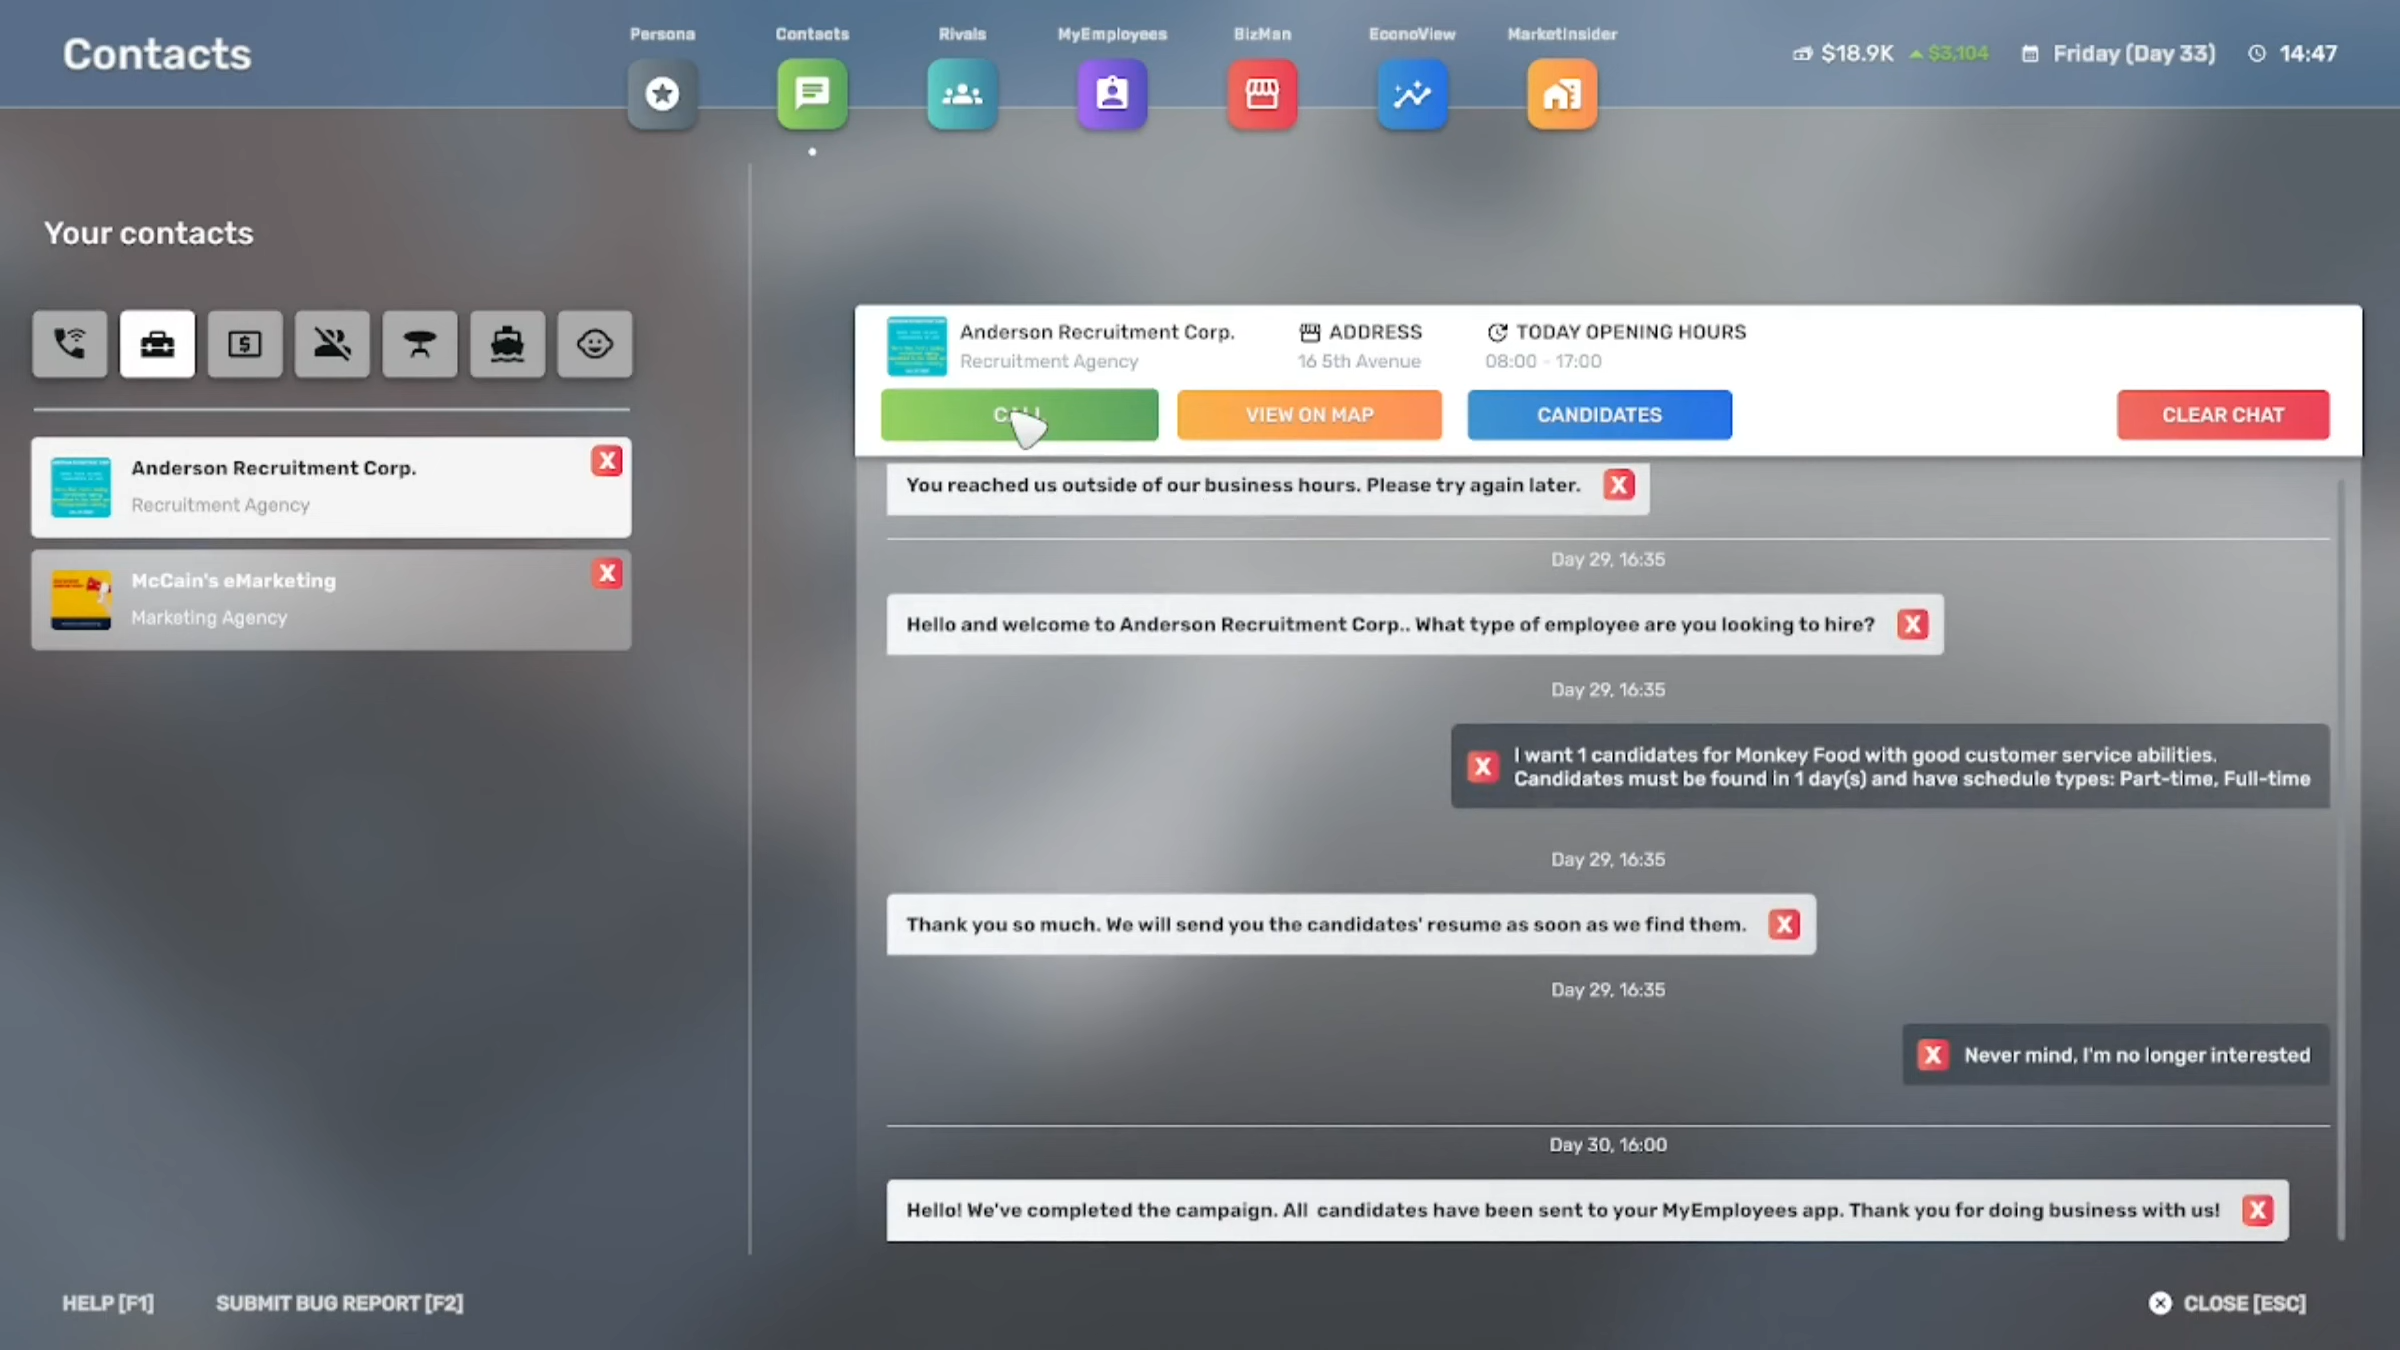 Contacts
Persona
Contacts
Rivals
MyEmployees
BizMan
EconoView
MarketInsider
$18.9K
$3,104
Friday (Day 33)
14:47
Your contacts
Anderson Recruitment Corp.
Recruitment Agency
X
McCain's eMarketing
Marketing Agency
X
Anderson Recruitment Corp.
Recruitment Agency
ADDRESS
16 5th Avenue
TODAY OPENING HOURS
08:00 - 17:00
VIEW ON MAP
CANDIDATES
CLEAR CHAT
You reached us outside of our business hours. Please try again later.
X
Day 29, 16:35
Hello and welcome to Anderson Recruitment Corp.. What type of employee are you looking to hire?
X
Day 29, 16:35
X
I want 1 candidates for Monkey Food with good customer service abilities.
Candidates must be found in 1 day(s) and have schedule types: Part-time, Full-time
Day 29, 16:35
Thank you so much. We will send you the candidates' resume as soon as we find them.
X
Day 29, 16:35
X
Never mind, I'm no longer interested
Day 30, 16:00
Hello! We've completed the campaign. All candidates have been sent to your MyEmployees app. Thank you for doing business with us!
X
HELP [F1]
SUBMIT BUG REPORT [F2]
CLOSE [ESC]